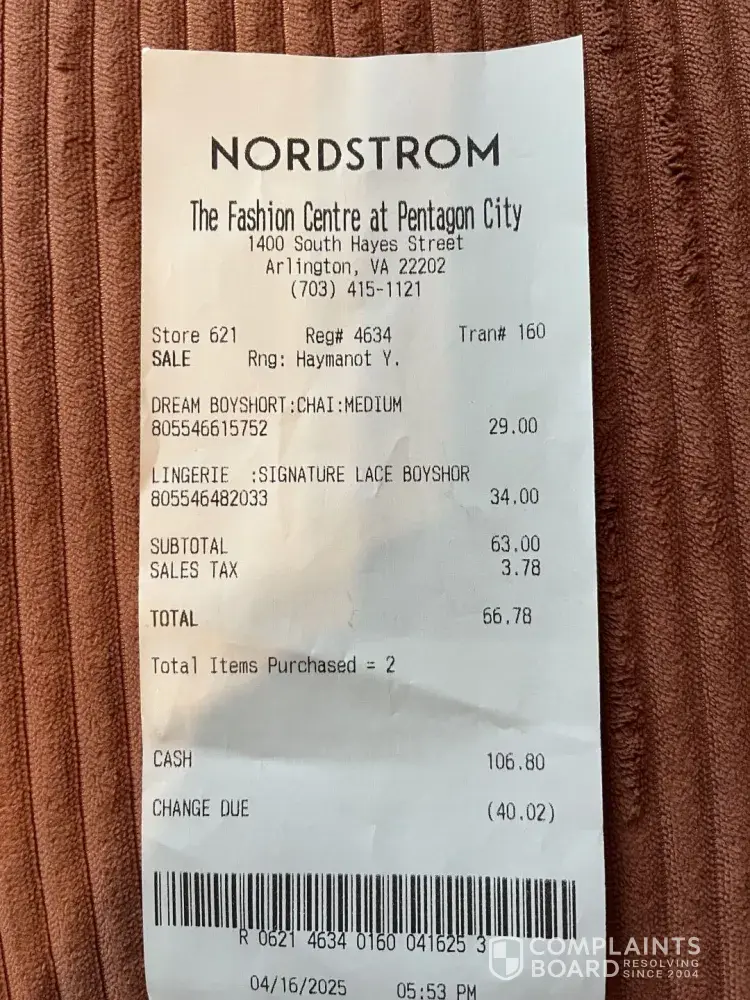 NORDSTROM
The Fashion Centre at Pentagon City
1400 South Hayes Street
Arlington, VA 22202
(703) 415-1121
Store 621 Reg# 4634 Tran# 160
SALE Rng: Haymanot Y.
DREAM BOYSHORT:CHAI:MEDIUM
805546615752 29.00
LINGERIE :SIGNATURE LACE BOYSHOR
805546482033 34.00
SUBTOTAL 63.00
SALES TAX 3.78
TOTAL 66.78
Total Items Purchased = 2
CASH 106.80
CHANGE DUE (40.02)
R 0621 4634 0160 041625 3
04/16/2025 05:53 PM
COMPLAINTS
BOARD RESOLVING
SINCE 2004